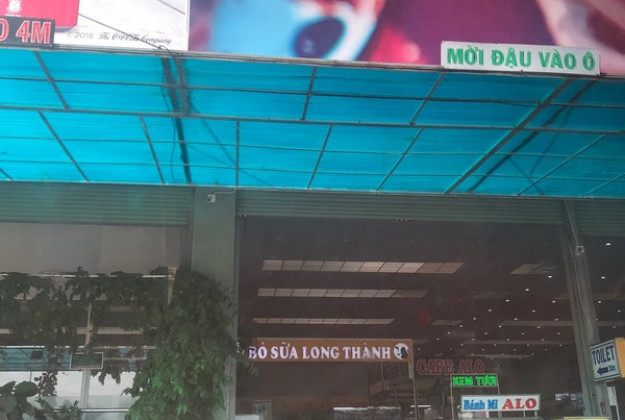 O 4M
©2018 The Coca-Cola Company
MỜI ĐẬU VÀO Ô
BÒ SỮA LONG THÀNH
CAFE ALO
KEM TƯƠI
Bánh Mì ALO
TOILET